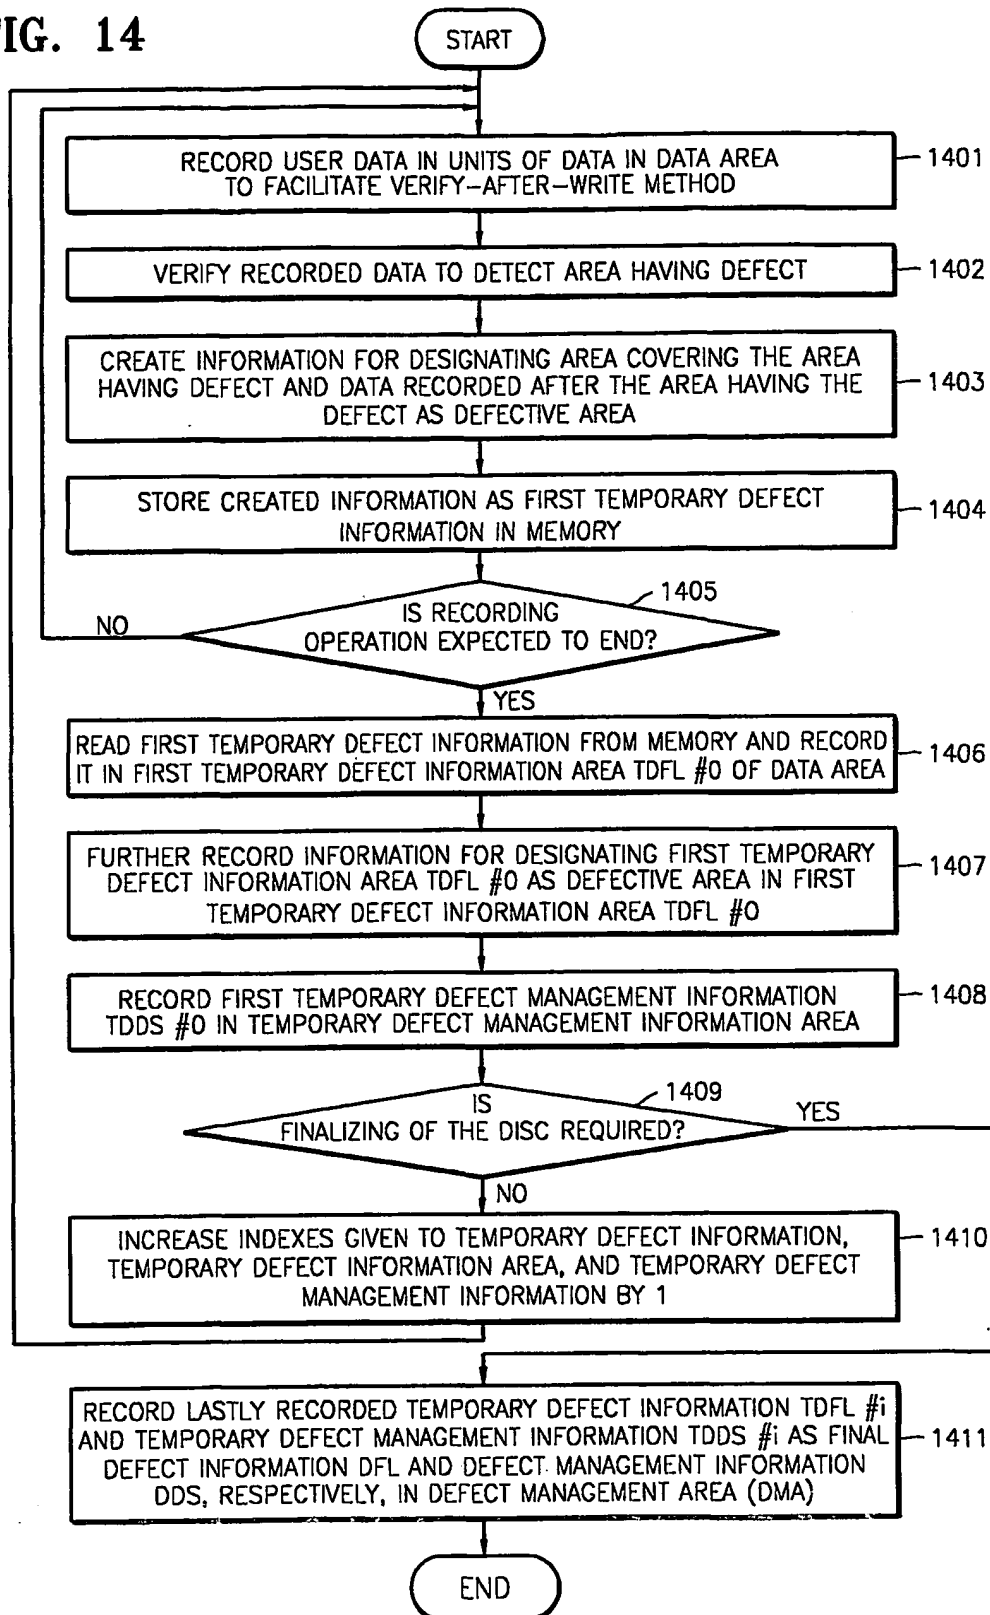 FIG. 14
START
RECORD USER DATA IN UNITS OF DATA IN DATA AREA
TO FACILITATE VERIFY-AFTER-WRITE METHOD
1401
VERIFY RECORDED DATA TO DETECT AREA HAVING DEFECT
1402
CREATE INFORMATION FOR DESIGNATING AREA COVERING THE AREA
HAVING DEFECT AND DATA RECORDED AFTER THE AREA HAVING THE
DEFECT AS DEFECTIVE AREA
1403
STORE CREATED INFORMATION AS FIRST TEMPORARY DEFECT
INFORMATION IN MEMORY
1404
1405
IS RECORDING
OPERATION EXPECTED TO END?
NO
YES
READ FIRST TEMPORARY DEFECT INFORMATION FROM MEMORY AND RECORD
IT IN FIRST TEMPORARY DEFECT INFORMATION AREA TDFL #0 OF DATA AREA
1406
FURTHER RECORD INFORMATION FOR DESIGNATING FIRST TEMPORARY
DEFECT INFORMATION AREA TDFL #0 AS DEFECTIVE AREA IN FIRST
TEMPORARY DEFECT INFORMATION AREA TDFL #0
1407
RECORD FIRST TEMPORARY DEFECT MANAGEMENT INFORMATION
TDDS #0 IN TEMPORARY DEFECT MANAGEMENT INFORMATION AREA
1408
1409
IS
FINALIZING OF THE DISC REQUIRED?
YES
NO
INCREASE INDEXES GIVEN TO TEMPORARY DEFECT INFORMATION,
TEMPORARY DEFECT INFORMATION AREA, AND TEMPORARY DEFECT
MANAGEMENT INFORMATION BY 1
1410
RECORD LASTLY RECORDED TEMPORARY DEFECT INFORMATION TDFL #i
AND TEMPORARY DEFECT MANAGEMENT INFORMATION TDDS #i AS FINAL
DEFECT INFORMATION DFL AND DEFECT MANAGEMENT INFORMATION
DDS, RESPECTIVELY, IN DEFECT MANAGEMENT AREA (DMA)
1411
END